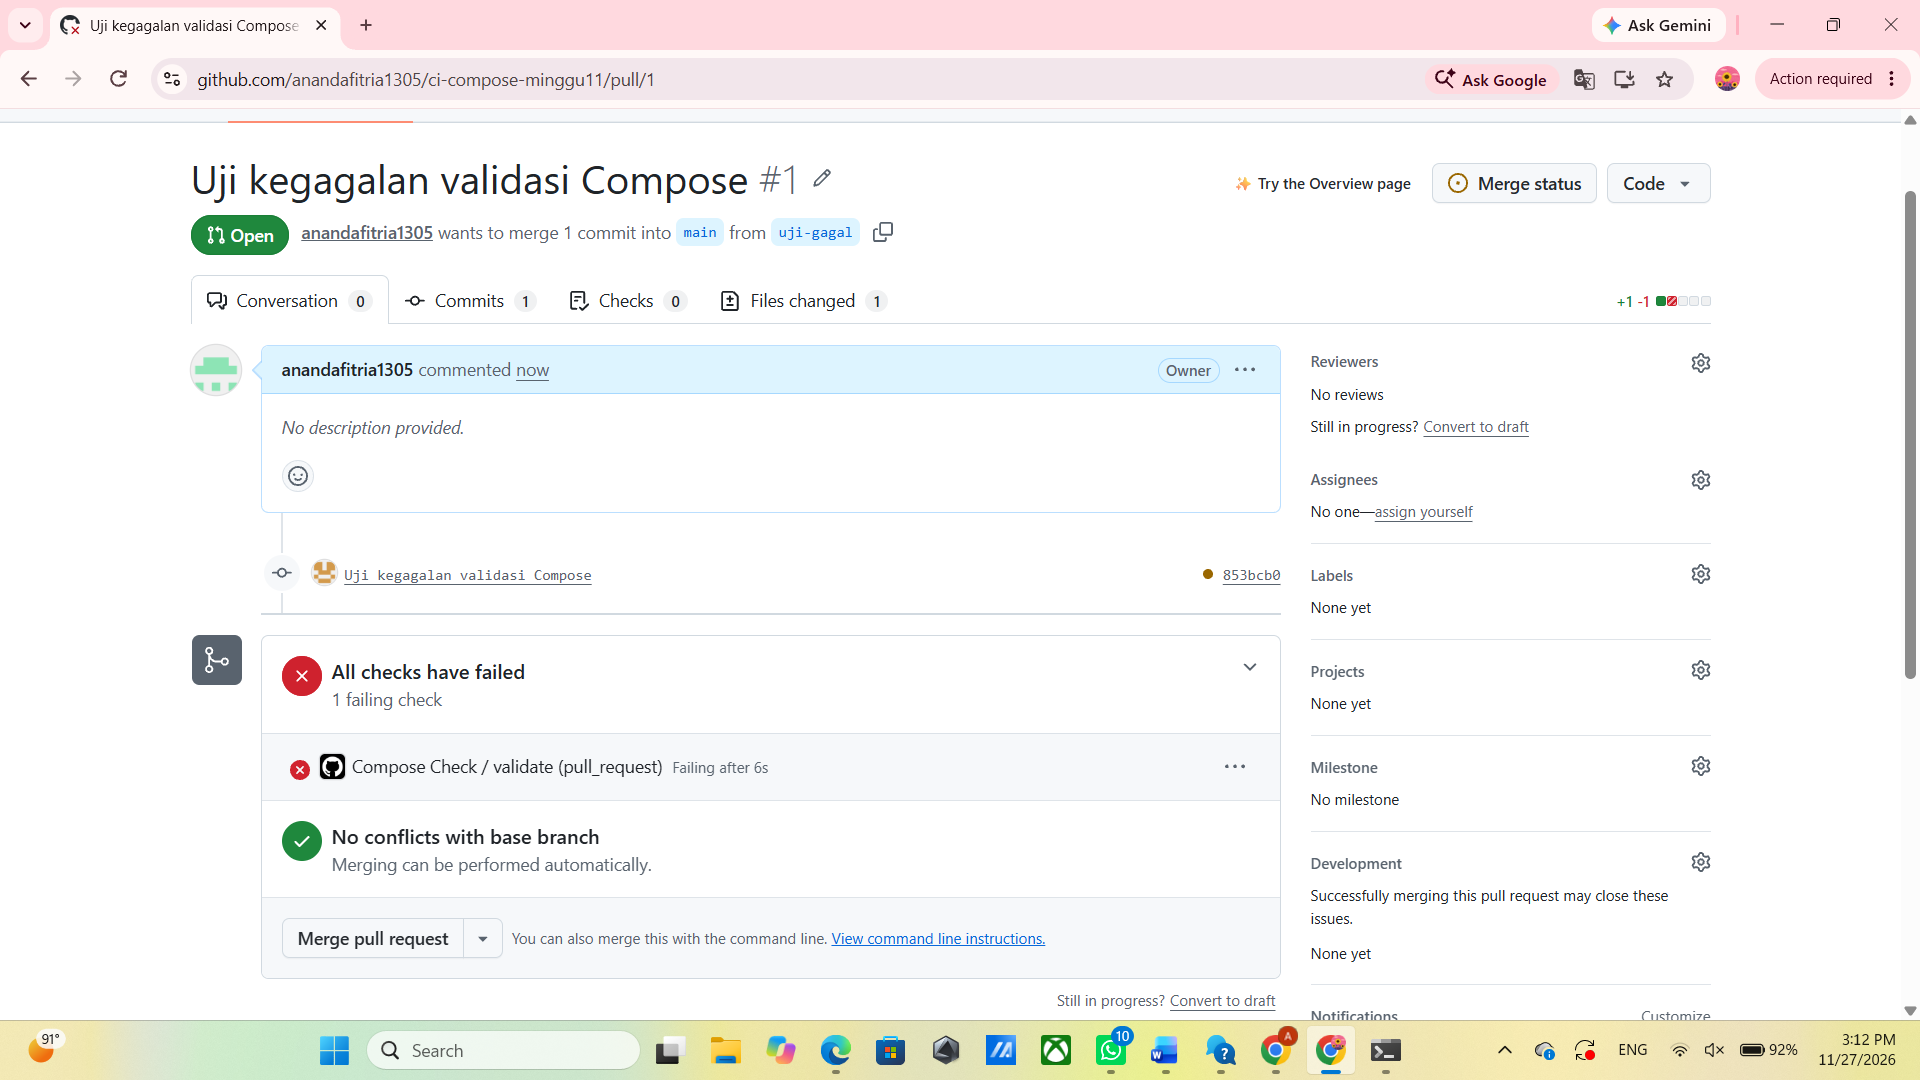 Uji kegagalan validasi Compose
Ask Gemini
github.com/anandafitria1305/ci-compose-minggu11/pull/1
Ask Google
Action required
Uji kegagalan validasi Compose #1
Try the Overview page
Merge status
Code
Open
anandafitria1305 wants to merge 1 commit into main from uji-gagal
Conversation 0
Commits 1
Checks 0
Files changed 1
+1 -1
anandafitria1305 commented now
Owner
No description provided.
Uji kegagalan validasi Compose
853bcb0
All checks have failed
1 failing check
Compose Check / validate (pull_request) Failing after 6s
No conflicts with base branch
Merging can be performed automatically.
Merge pull request
You can also merge this with the command line. View command line instructions.
Still in progress? Convert to draft
Reviewers
No reviews
Still in progress? Convert to draft
Assignees
No one—assign yourself
Labels
None yet
Projects
None yet
Milestone
No milestone
Development
Successfully merging this pull request may close these
issues.
None yet
Notifications
Customize
91°
Search
10
A
ENG
92%
3:12 PM
11/27/2026